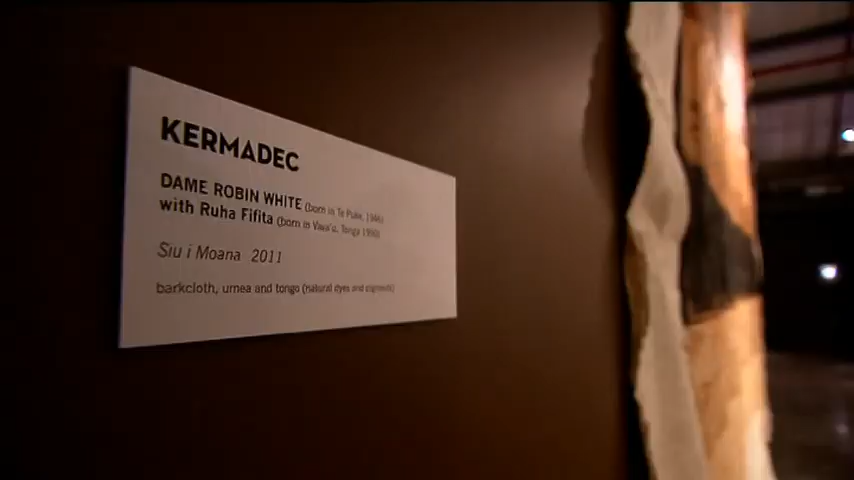 KERMADEC
DAME ROBIN WHITE (born in Te Puke, 1946)
with Ruha Fifita (born in Vava'u, Tonga 1990)
Siu i Moana 2011
barkcloth, umea and tongo (natural dyes and pigments)